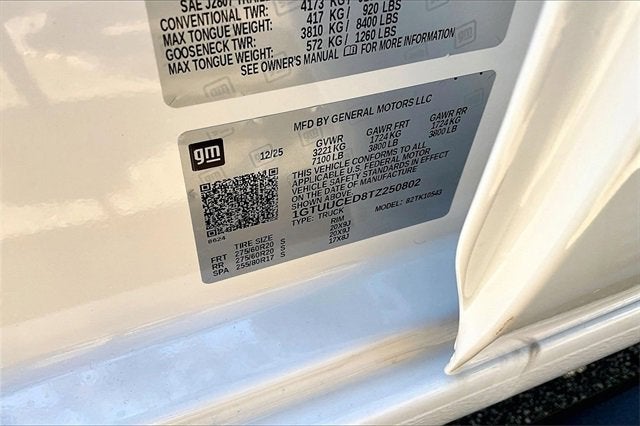 SAE J2807
CONVENTIONAL TWR: 417 KG / 920 LBS
MAX TONGUE WEIGHT: 3810 KG / 8400 LBS
GOOSENECK TWR: 572 KG / 1260 LBS
MAX TONGUE WEIGHT:
SEE OWNER'S MANUAL gm FOR MORE INFORMATION
MFD BY GENERAL MOTORS LLC
gm 12/25
GVWR GAWR FRT GAWR RR
3221 KG 1724 KG 1724 KG
7100 LB 3800 LB 3800 LB
THIS VEHICLE CONFORMS TO ALL
APPLICABLE U.S. FEDERAL MOTOR
VEHICLE SAFETY STANDARDS IN EFFECT
ON THE DATE OF MANUFACTURE SHOWN ABOVE.
1GTUUCED8TZ250802
TYPE: TRUCK MODEL: 82TK10543
8624
TIRE SIZE RIM
FRT 275/60R20 S 20X9J
RR 275/60R20 S 20X9J
SPA 255/80R17 S 17X8J